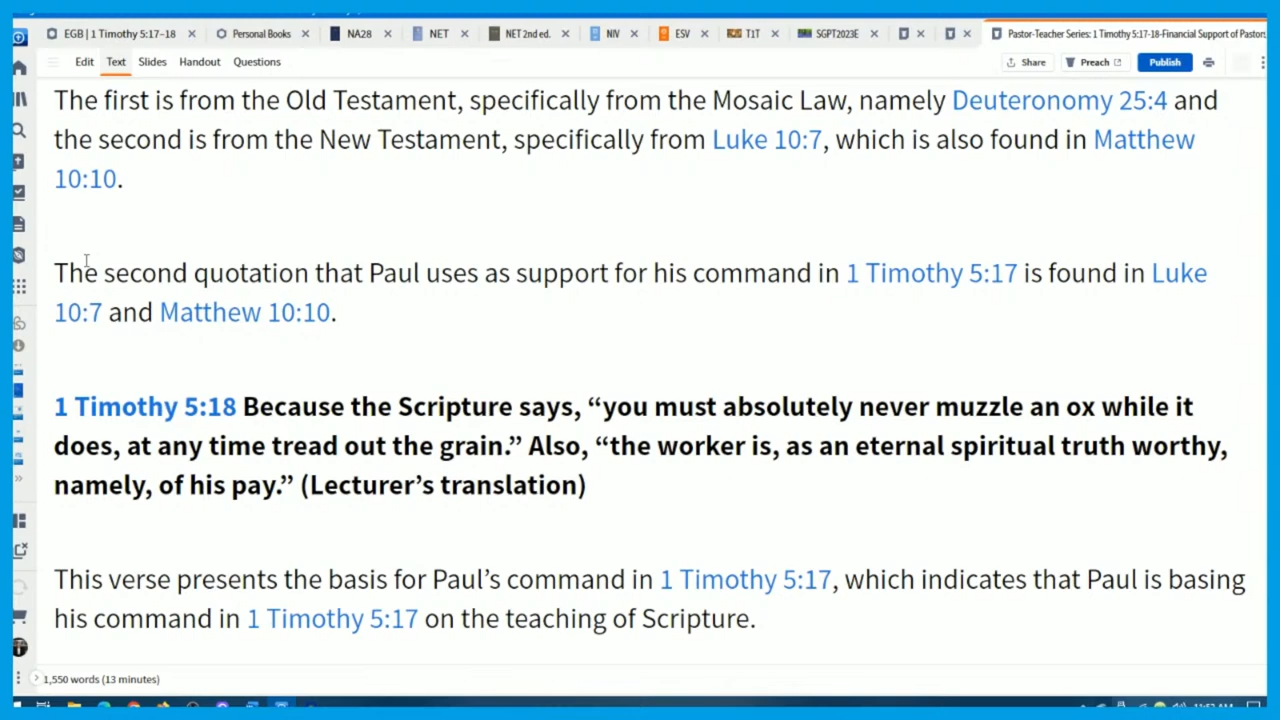 EGB | 1 Timothy 5:17–18 Personal Books NA28 NET NET 2nd ed. NIV ESV T1T SGPT2023E Pastor-Teacher Series: 1 Timothy 5:17-18-Financial Support of Pastor
Edit Text Slides Handout Questions Share Preach Publish
The first is from the Old Testament, specifically from the Mosaic Law, namely Deuteronomy 25:4 and
the second is from the New Testament, specifically from Luke 10:7, which is also found in Matthew
10:10.
The second quotation that Paul uses as support for his command in 1 Timothy 5:17 is found in Luke
10:7 and Matthew 10:10.
1 Timothy 5:18 Because the Scripture says, “you must absolutely never muzzle an ox while it
does, at any time tread out the grain.” Also, “the worker is, as an eternal spiritual truth worthy,
namely, of his pay.” (Lecturer’s translation)
This verse presents the basis for Paul’s command in 1 Timothy 5:17, which indicates that Paul is basing
his command in 1 Timothy 5:17 on the teaching of Scripture.
1,550 words (13 minutes)